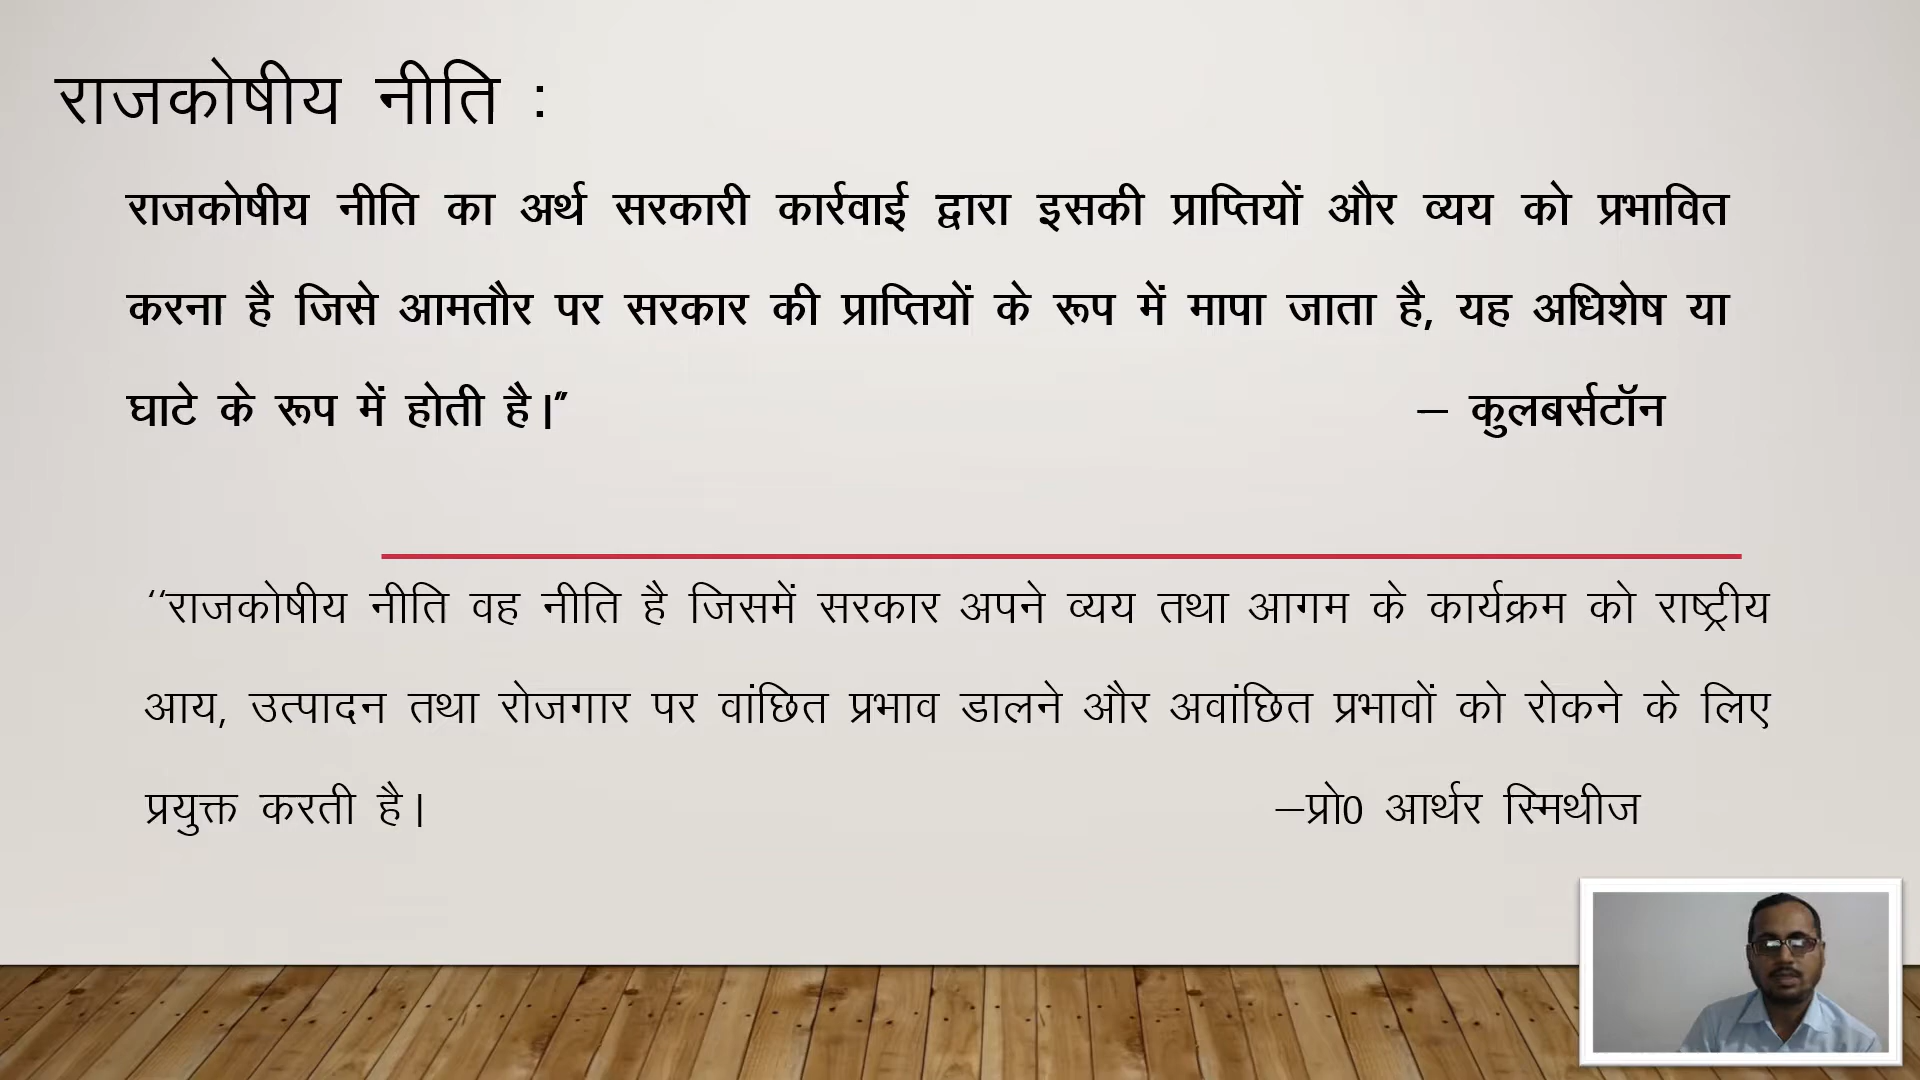 राजकोषीय नीति :
राजकोषीय नीति का अर्थ सरकारी कार्रवाई द्वारा इसकी प्राप्तियों और व्यय को प्रभावित
करना है जिसे आमतौर पर सरकार की प्राप्तियों के रूप में मापा जाता है, यह अधिशेष या
घाटे के रूप में होती है।” – कुलबर्सटॉन
‘‘राजकोषीय नीति वह नीति है जिसमें सरकार अपने व्यय तथा आगम के कार्यक्रम को राष्ट्रीय
आय, उत्पादन तथा रोजगार पर वांछित प्रभाव डालने और अवांछित प्रभावों को रोकने के लिए
प्रयुक्त करती है। –प्रो0 आर्थर स्मिथीज